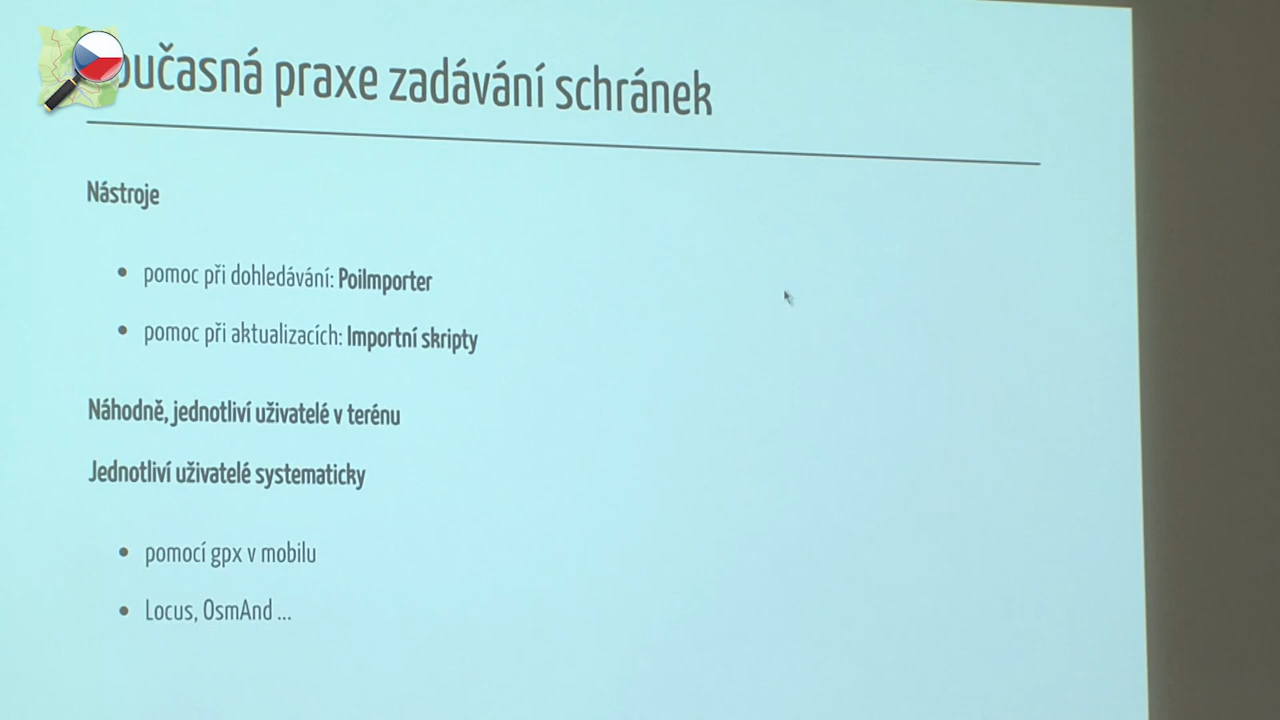 oučasná praxe zadávání schránek
Nástroje
• pomoc při dohledávání: PoiImporter
• pomoc při aktualizacích: Importní skripty
Náhodně, jednotliví uživatelé v terénu
Jednotliví uživatelé systematicky
• pomocí gpx v mobilu
• Locus, OsmAnd ...